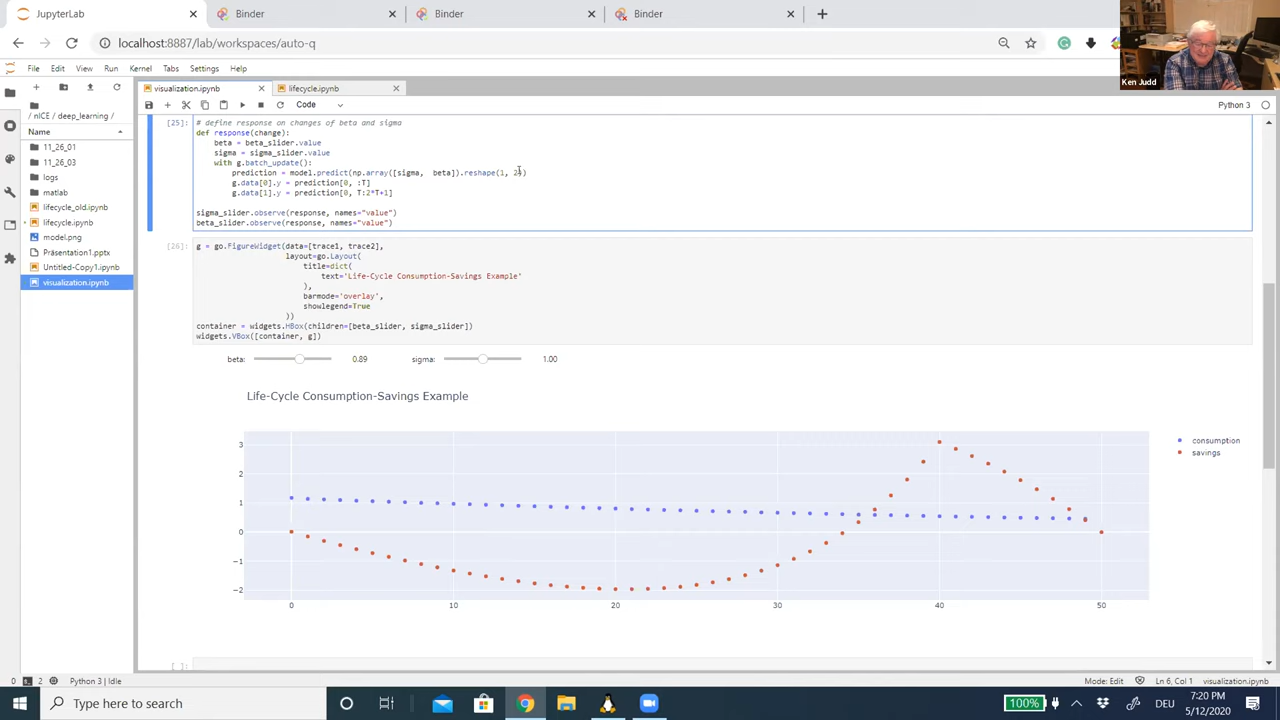 JupyterLab
Binder
Binder
Binder
localhost:8887/lab/workspaces/auto-q
Ken Judd
File Edit View Run Kernel Tabs Settings Help
visualization.ipynb
lifecycle.ipynb
Code
Python 3
/ nICE / deep_learning /
Name
11_26_01
11_26_03
logs
matlab
lifecycle_old.ipynb
lifecycle.ipynb
model.png
Präsentation1.pptx
Untitled-Copy1.ipynb
visualization.ipynb
[25]:
# define response on changes of beta and sigma
def response(change):
beta = beta_slider.value
sigma = sigma_slider.value
with g.batch_update():
prediction = model.predict(np.array([sigma, beta]).reshape(1, 2))
g.data[0].y = prediction[0, :T]
g.data[1].y = prediction[0, T:2*T+1]
sigma_slider.observe(response, names="value")
beta_slider.observe(response, names="value")
[26]:
g = go.FigureWidget(data=[trace1, trace2],
layout=go.Layout(
title=dict(
text='Life-Cycle Consumption-Savings Example'
),
barmode='overlay',
showlegend=True
))
container = widgets.HBox(children=[beta_slider, sigma_slider])
widgets.VBox([container, g])
beta: 0.89 sigma: 1.00
Life-Cycle Consumption-Savings Example
consumption
savings
3
2
1
0
−1
−2
0 10 20 30 40 50
[ ]:
0 2 Python 3 | Idle
Mode: Edit Ln 6, Col 1 visualization.ipynb
Type here to search
100%
DEU
7:20 PM
5/12/2020